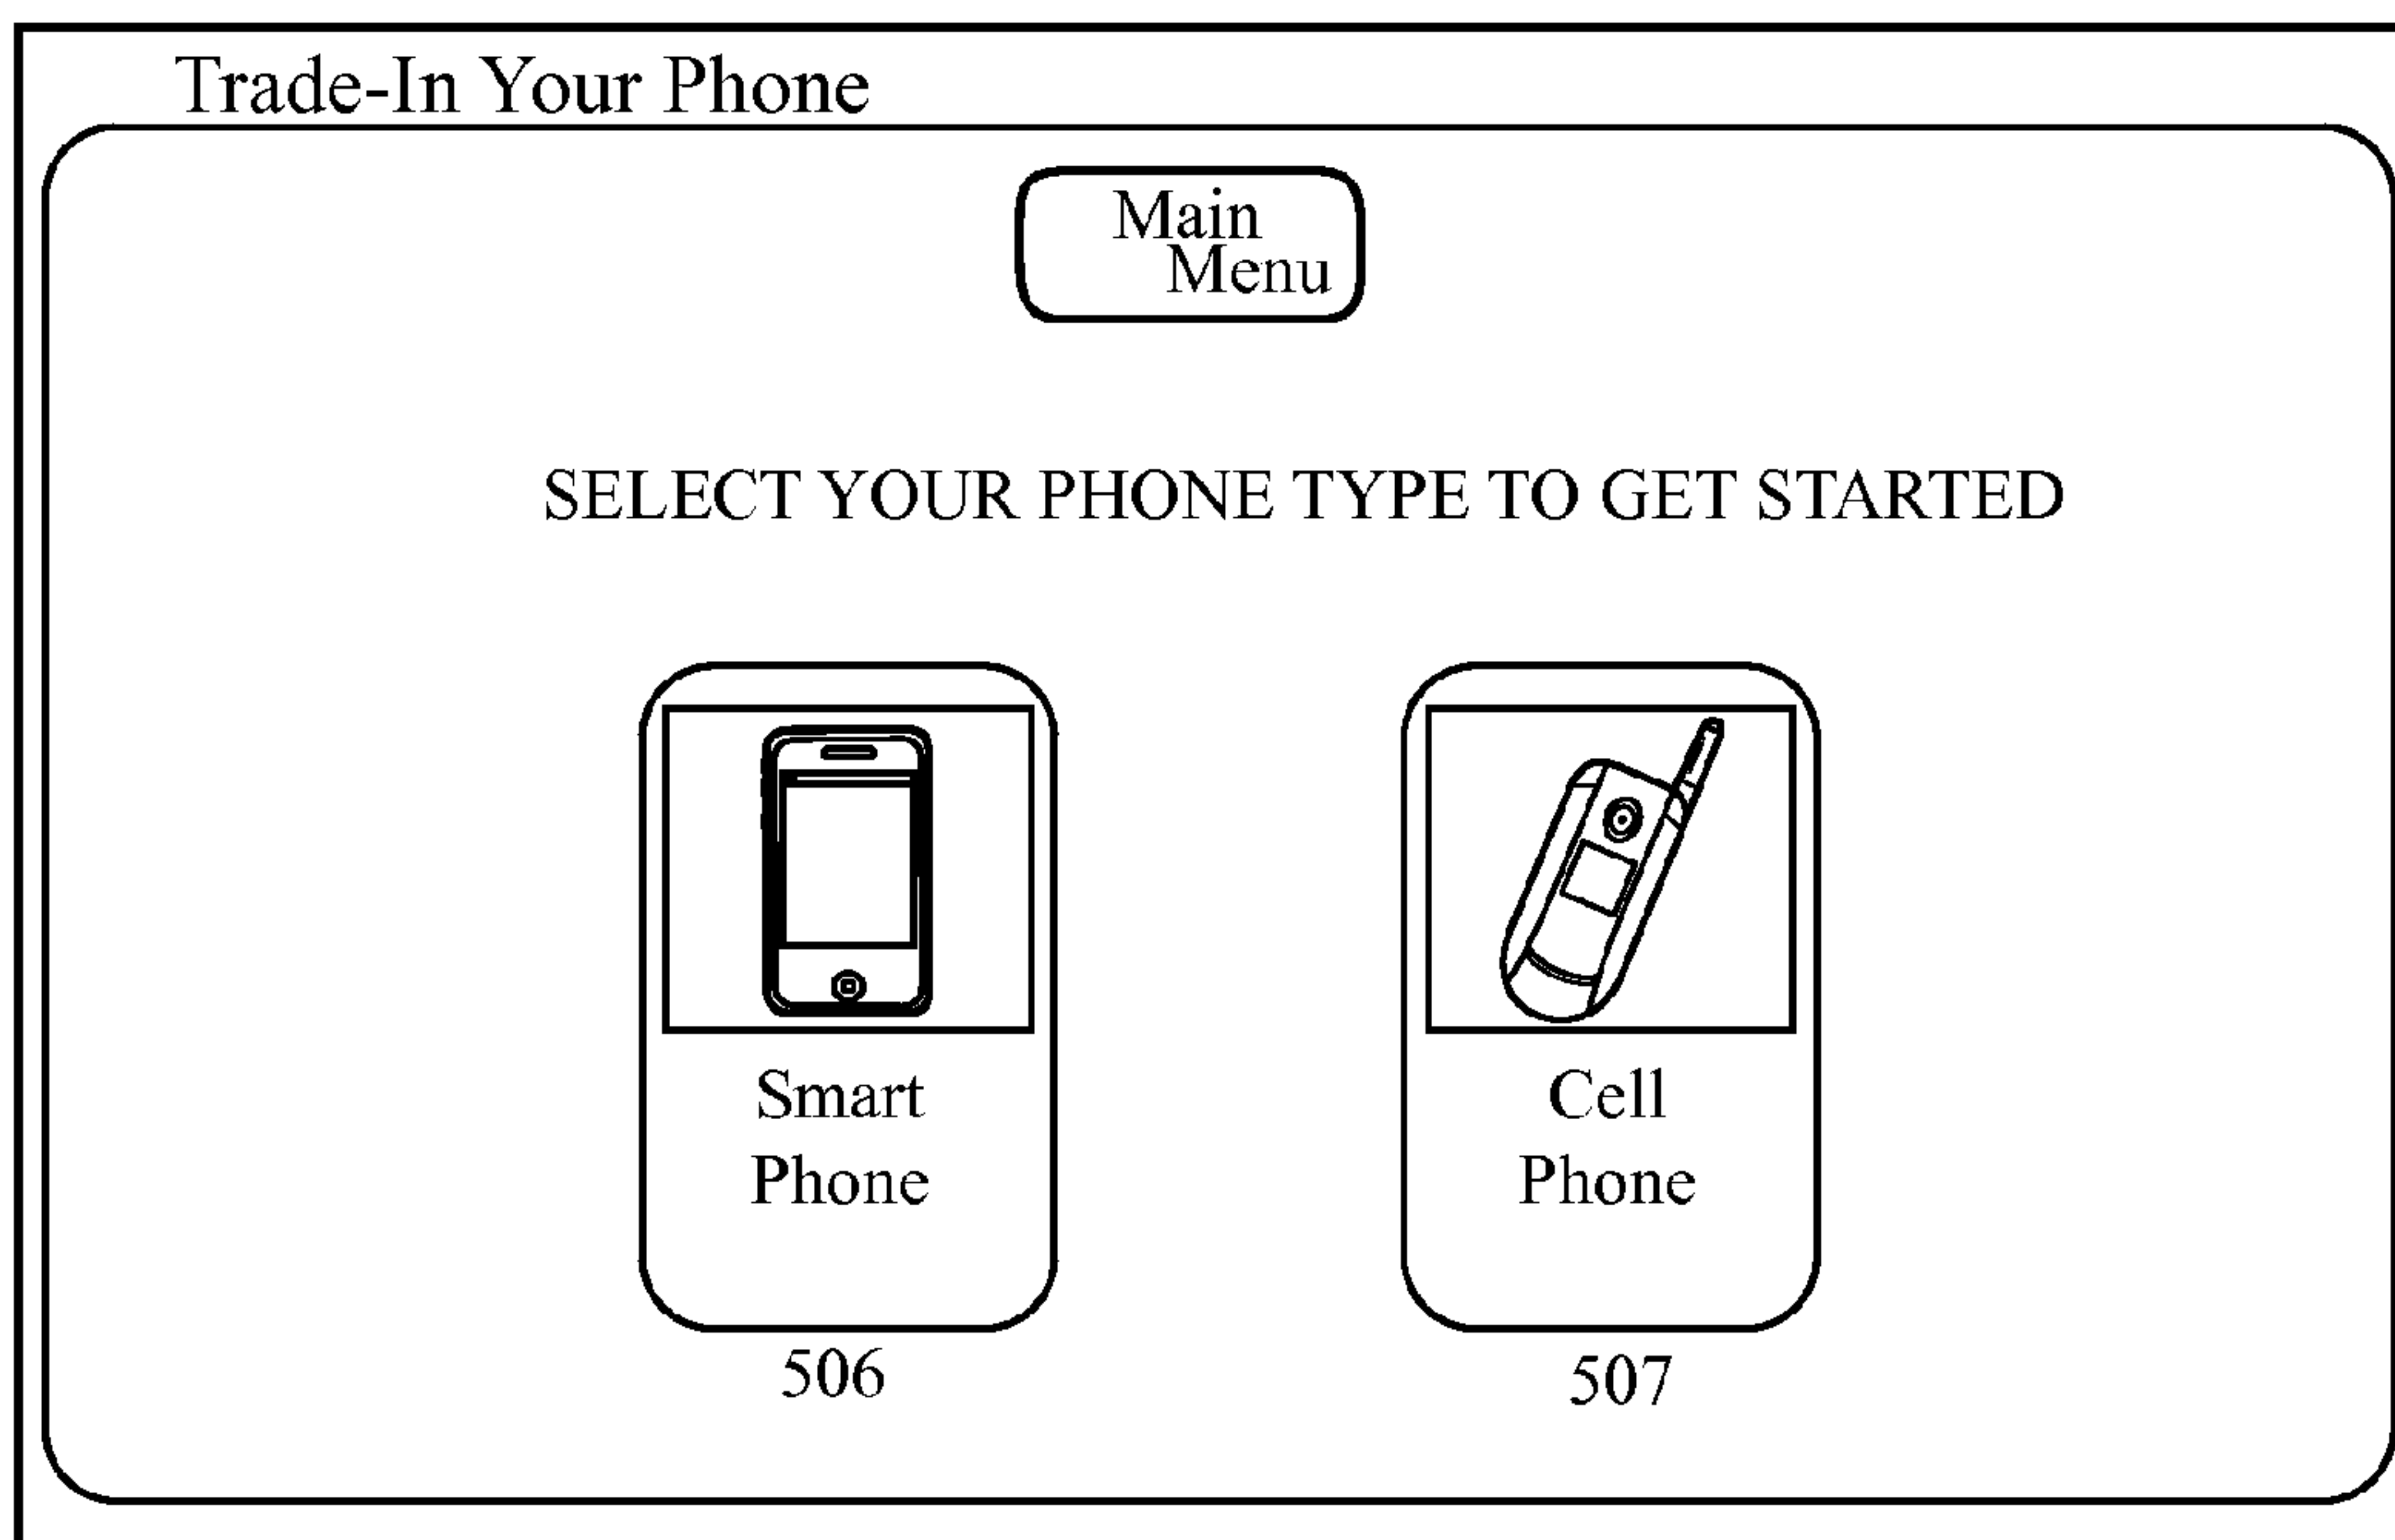 Trade-In Your Phone
Main
Menu
SELECT YOUR PHONE TYPE TO GET STARTED
Smart
Phone
506
Cell
Phone
507